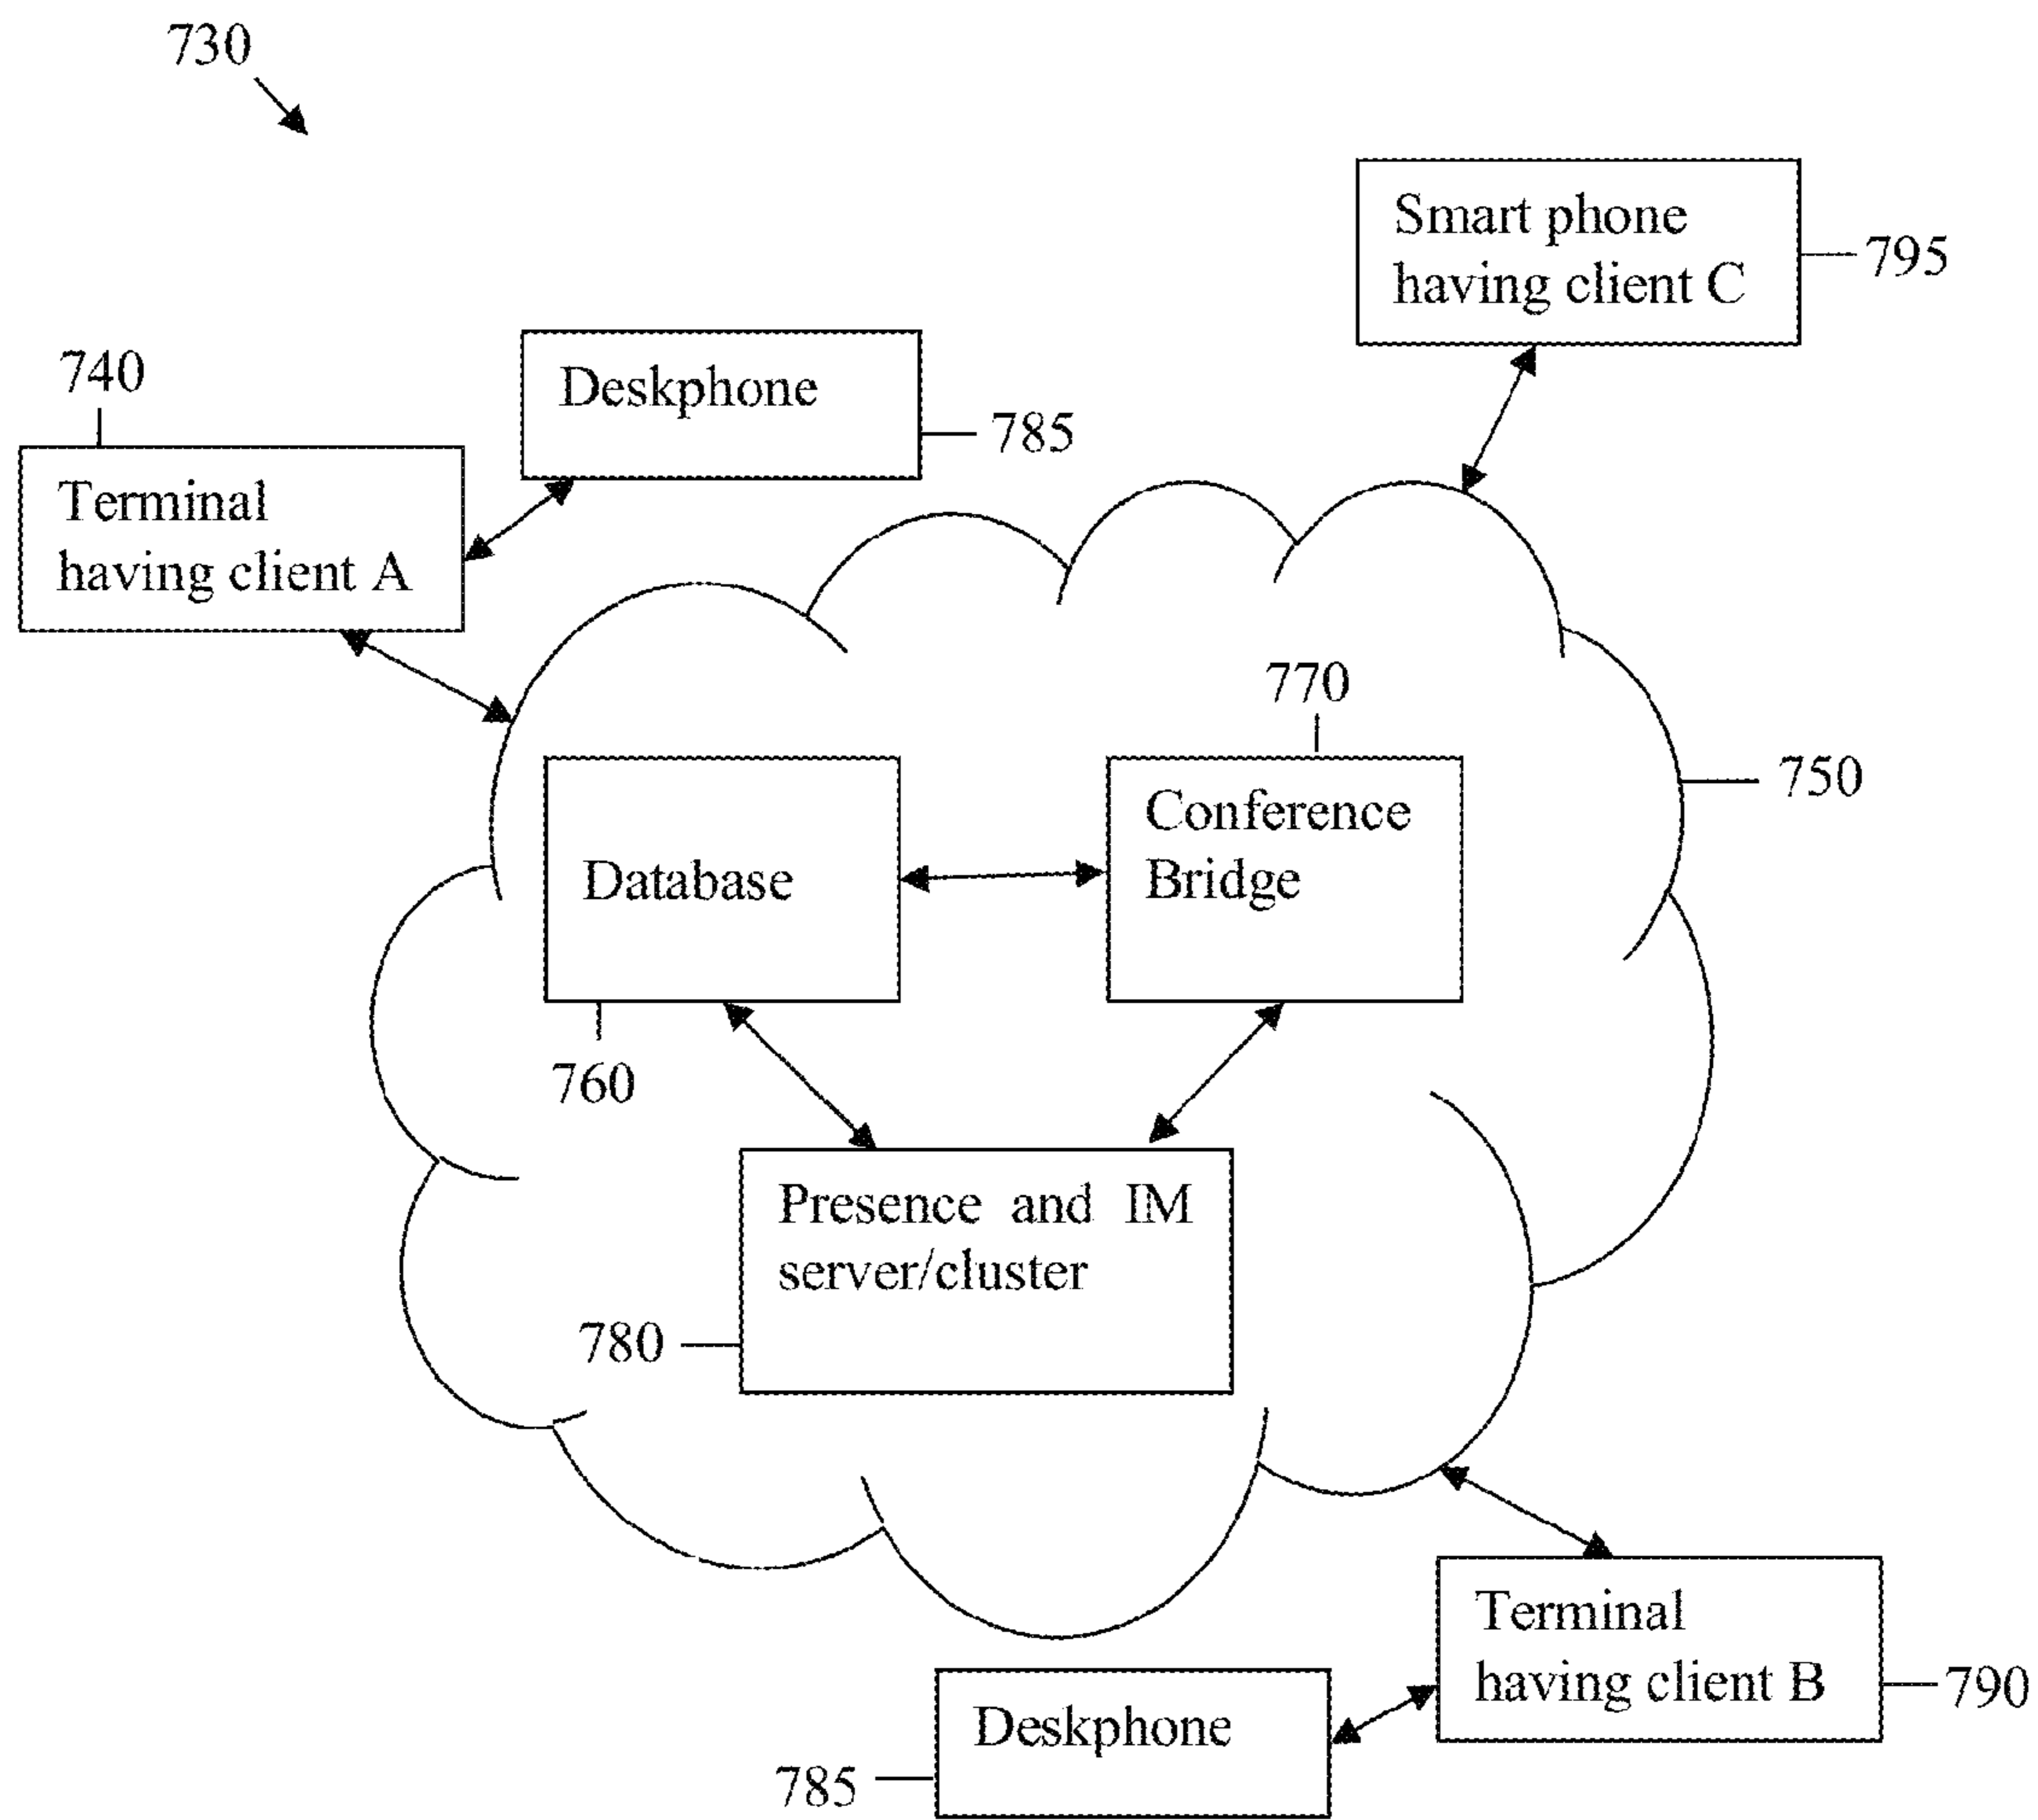 730
Smart phone
having client C
795
740
Deskphone
785
Terminal
having client A
770
750
Conference
Bridge
Database
760
Presence and IM
server/cluster
780
Terminal
having client B
790
Deskphone
785